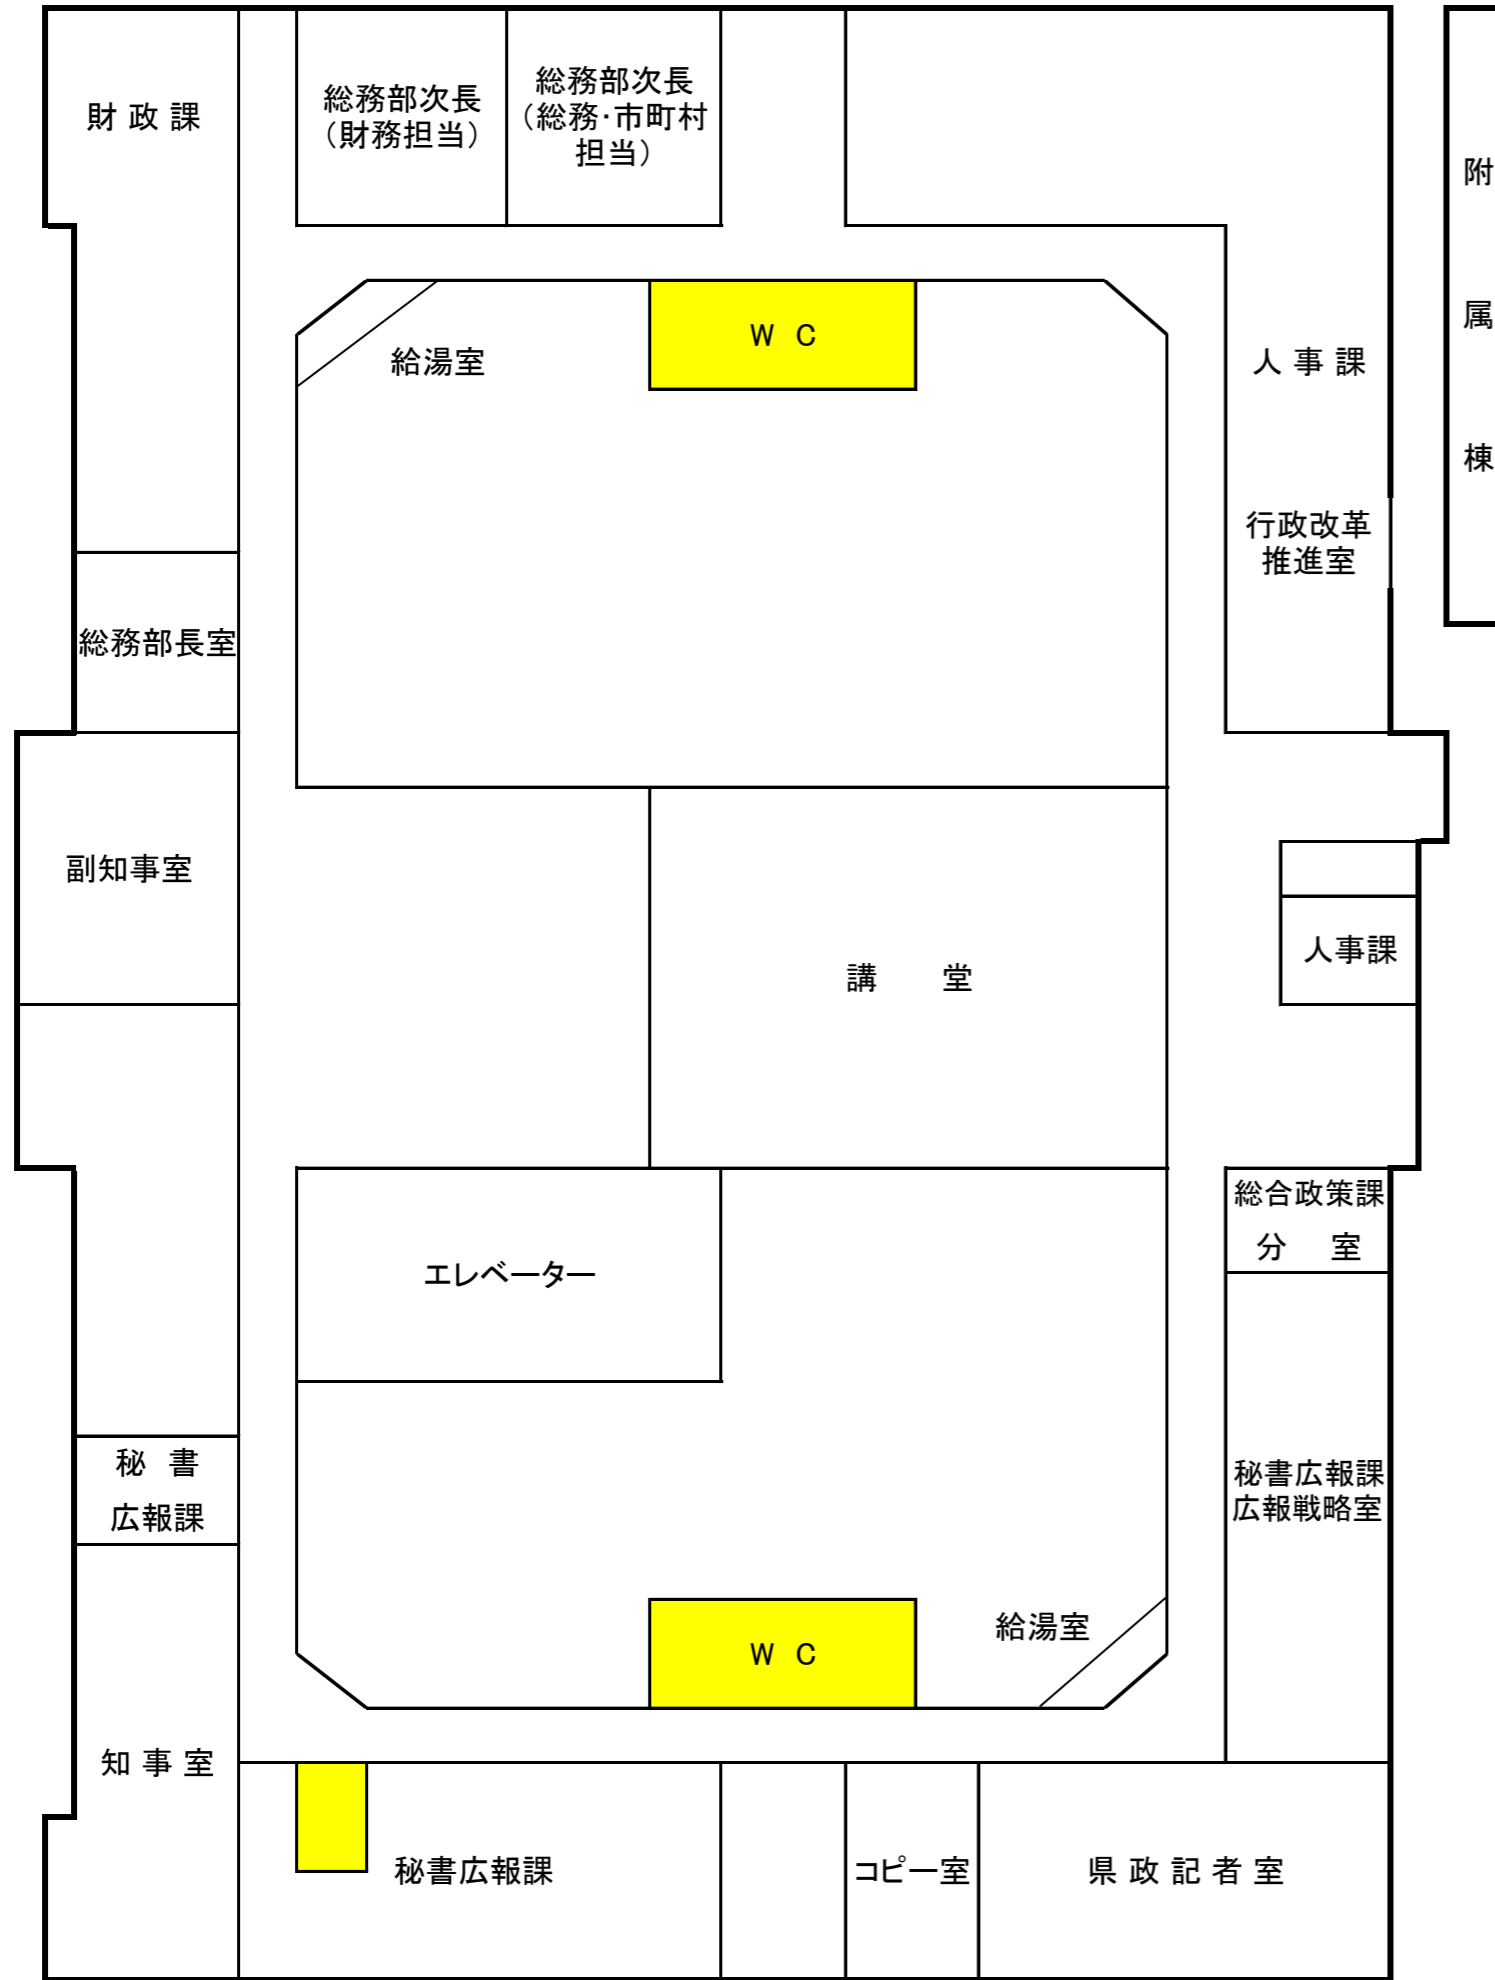 財 政 課
総務部次長
（財務担当）
総務部次長
（総務・市町村
担当）
附
属
棟
W C
給湯室
人 事 課
行政改革
推進室
総務部長室
副知事室
講 堂
人事課
総合政策課
分 室
エレベーター
秘 書
広報課
秘書広報課
広報戦略室
給湯室
W C
知 事 室
秘書広報課
コピー室
県 政 記 者 室